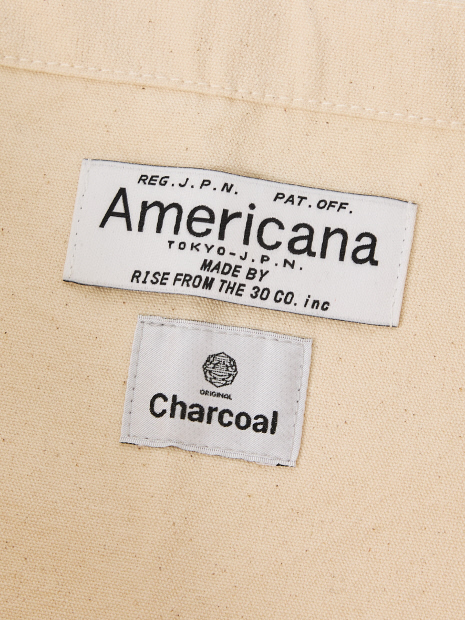 REG.J.P.N. PAT.OFF.
Americana
TOKYO-J.P.N.
MADE BY
RISE FROM THE 30 CO. inc
ORIGINAL
Charcoal